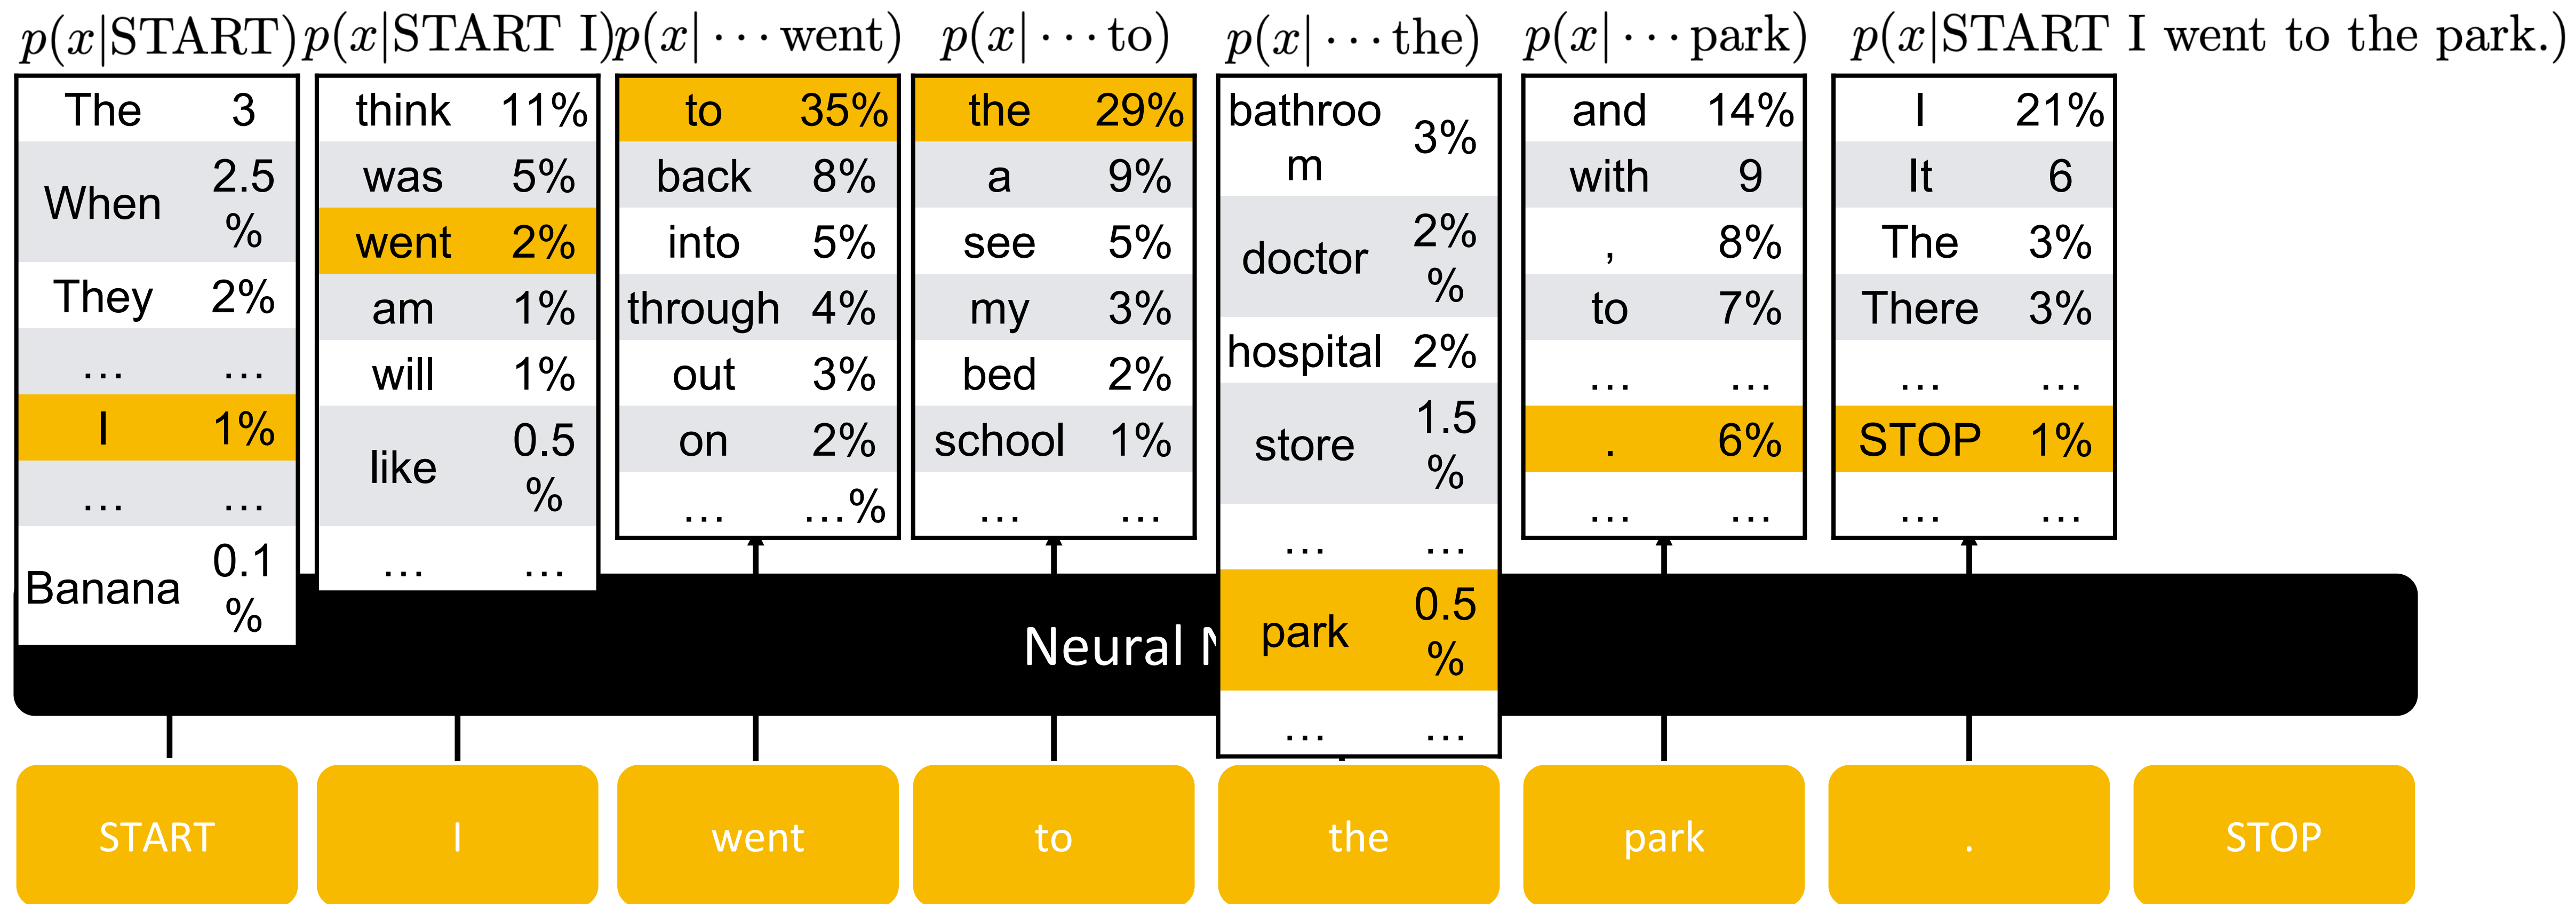 p(x|START) p(x|START I) p(x| ··· went) p(x| ··· to) p(x| ··· the) p(x| ··· park) p(x|START I went to the park.)
The 3
When 2.5
%
They 2%
... ...
I 1%
... ...
Banana 0.1
%
think 11%
was 5%
went 2%
am 1%
will 1%
like 0.5
%
... ...
to 35%
back 8%
into 5%
through 4%
out 3%
on 2%
... ...%
the 29%
a 9%
see 5%
my 3%
bed 2%
school 1%
... ...
bathroo
m 3%
doctor 2%
%
hospital 2%
store 1.5
%
... ...
park 0.5
%
... ...
and 14%
with 9
, 8%
to 7%
... ...
. 6%
... ...
I 21%
It 6
The 3%
There 3%
... ...
STOP 1%
... ...
Neural
START I went to the park . STOP